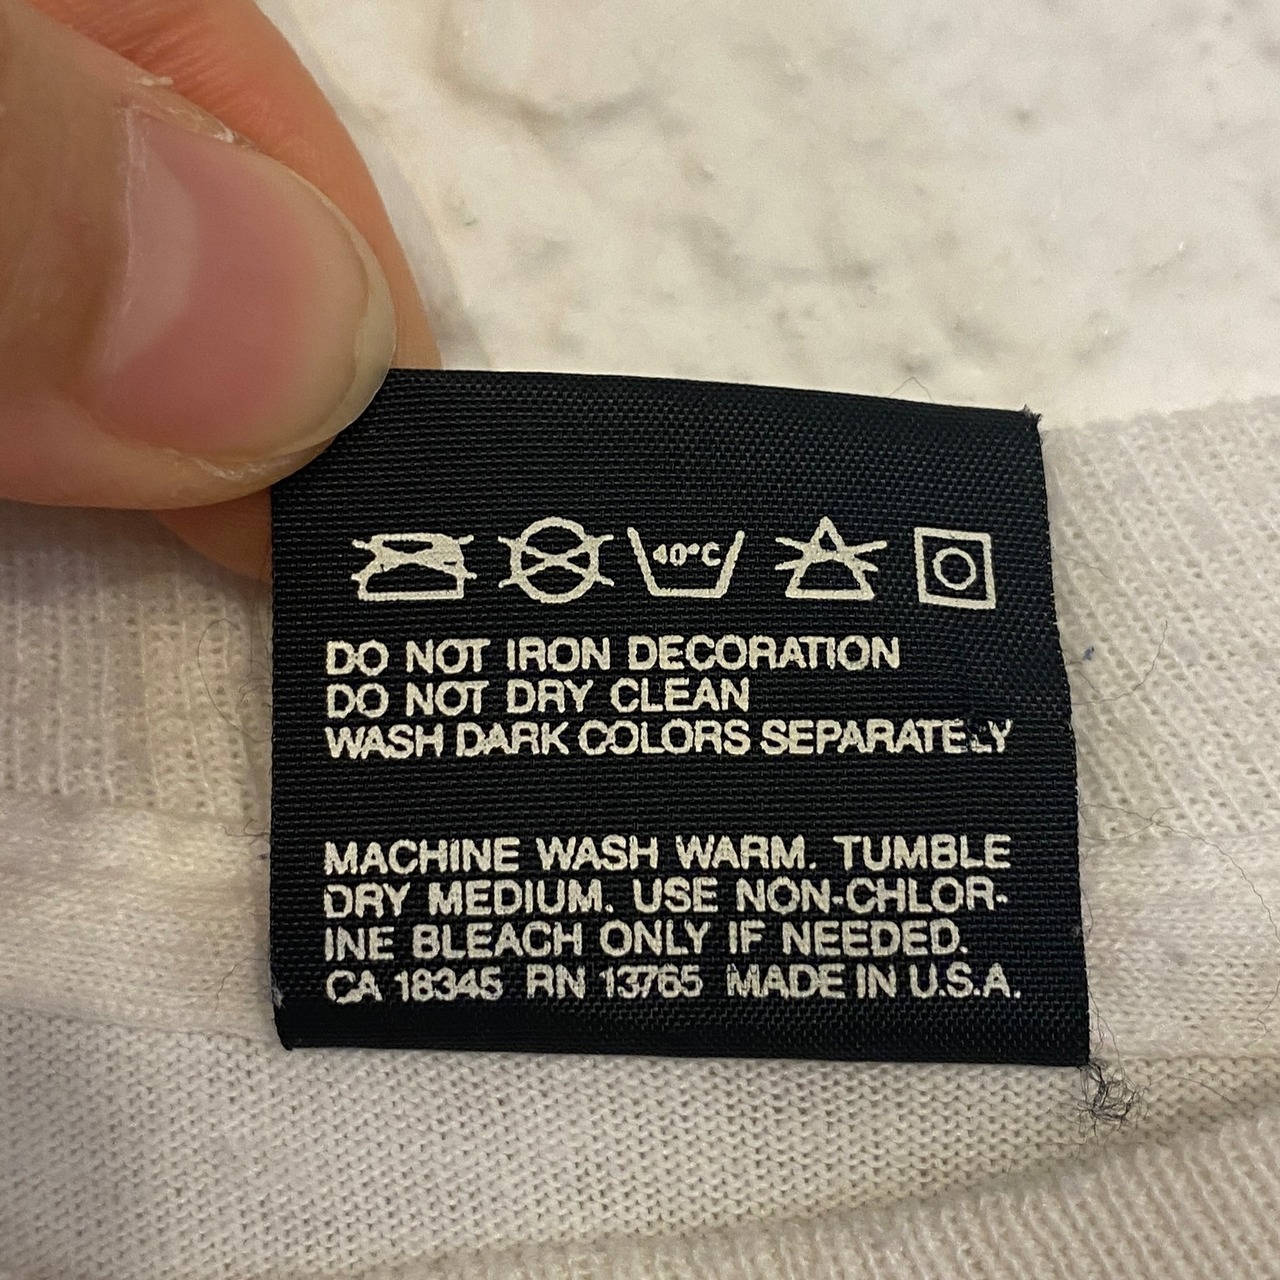 40°C
DO NOT IRON DECORATION
DO NOT DRY CLEAN
WASH DARK COLORS SEPARATELY
MACHINE WASH WARM. TUMBLE
DRY MEDIUM. USE NON-CHLOR-
INE BLEACH ONLY IF NEEDED.
CA 18345 RN 13765 MADE IN U.S.A.